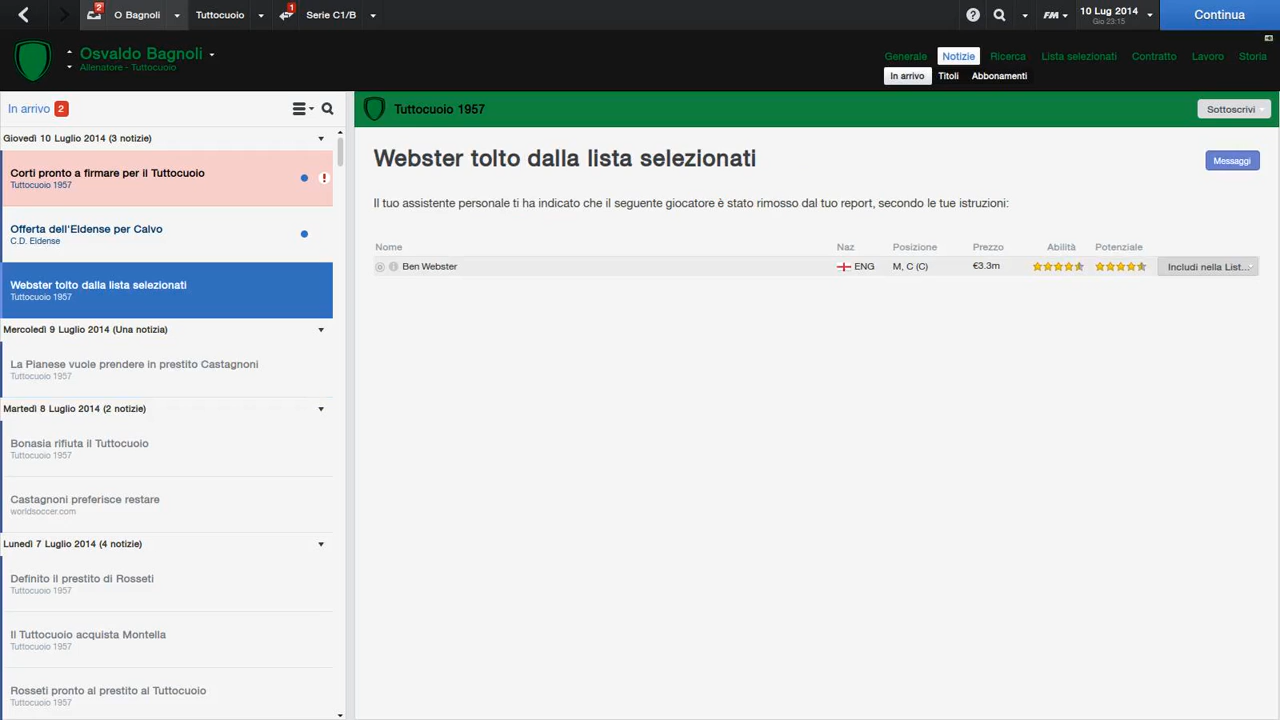 2 O Bagnoli Tuttocuoio 1 Serie C1/B FM 10 Lug 2014 Gio 23:15 Continua
Osvaldo Bagnoli
Allenatore - Tuttocuoio
Generale Notizie Ricerca Lista selezionati Contratto Lavoro Storia
In arrivo Titoli Abbonamenti
In arrivo 2
Giovedì 10 Luglio 2014 (3 notizie)
Corti pronto a firmare per il Tuttocuoio
Tuttocuoio 1957
Offerta dell'Eldense per Calvo
C.D. Eldense
Webster tolto dalla lista selezionati
Tuttocuoio 1957
Mercoledì 9 Luglio 2014 (Una notizia)
La Pianese vuole prendere in prestito Castagnoni
Tuttocuoio 1957
Martedì 8 Luglio 2014 (2 notizie)
Bonasia rifiuta il Tuttocuoio
Tuttocuoio 1957
Castagnoni preferisce restare
worldsoccer.com
Lunedì 7 Luglio 2014 (4 notizie)
Definito il prestito di Rosseti
Tuttocuoio 1957
Il Tuttocuoio acquista Montella
Tuttocuoio 1957
Rosseti pronto al prestito al Tuttocuoio
Tuttocuoio 1957
Tuttocuoio 1957 Sottoscrivi
Webster tolto dalla lista selezionati Messaggi
Il tuo assistente personale ti ha indicato che il seguente giocatore è stato rimosso dal tuo report, secondo le tue istruzioni:
Nome Naz Posizione Prezzo Abilità Potenziale
Ben Webster ENG M, C (C) €3.3m Includi nella List...